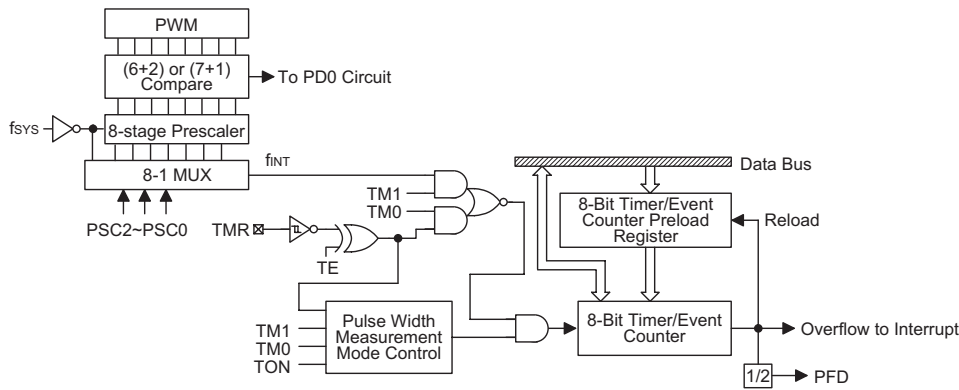 PWM
(6+2) or (7+1)
Compare
To PD0 Circuit
fSYS
8-stage Prescaler
8-1 MUX
fINT
PSC2~PSC0
TM1
TM0
TMR
TE
Data Bus
8-Bit Timer/Event
Counter Preload
Register
Reload
TM1
TM0
TON
Pulse Width
Measurement
Mode Control
8-Bit Timer/Event
Counter
Overflow to Interrupt
1/2
PFD